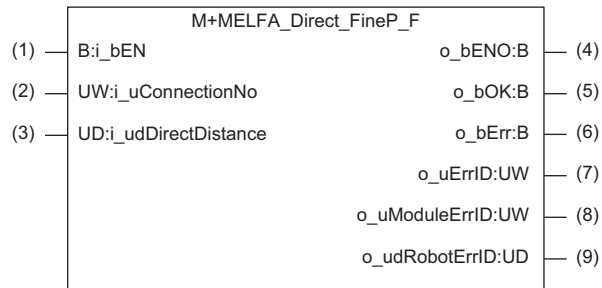 M+MELFA_Direct_FineP_F
(1) B:i_bEN o_bENO:B (4)
(2) UW:i_uConnectionNo o_bOK:B (5)
(3) UD:i_udDirectDistance o_bErr:B (6)
o_uErrID:UW (7)
o_uModuleErrID:UW (8)
o_udRobotErrID:UD (9)